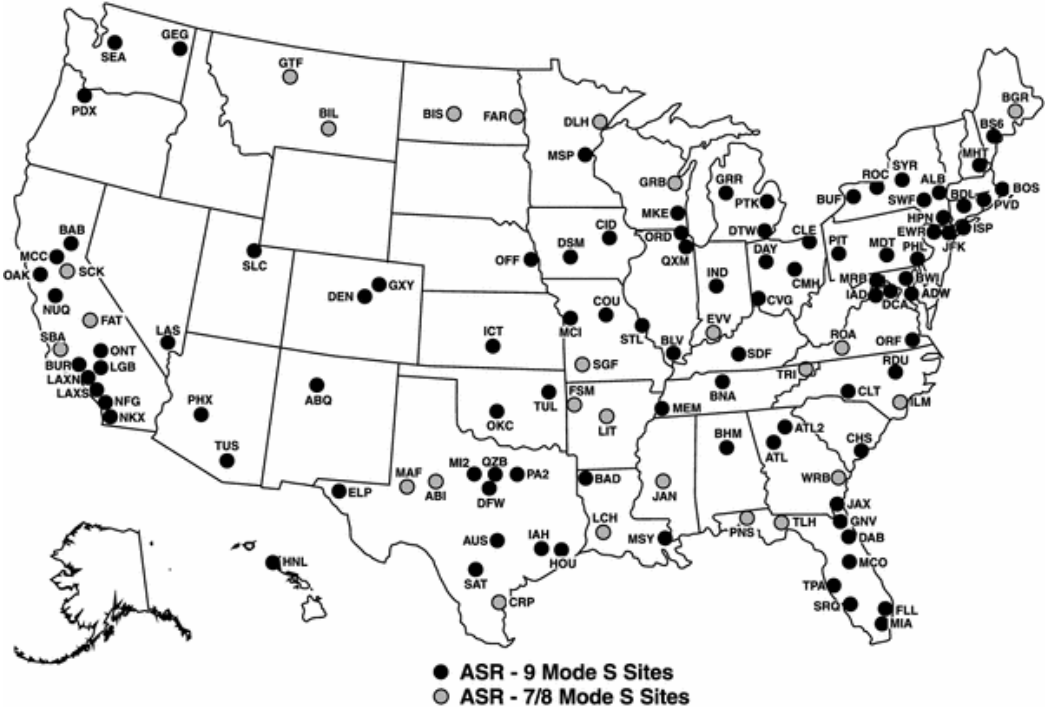 GEG
SEA
GTF
PDX
BIL
BIS
FAR
DLH
MSP
BGR
BS6
MHT
SYR
ROC
ALB
BDL
BOS
GRB
GRR
PTK
BUF
SWF
PVD
MKE
HPN
ISP
BAB
MCC
SCK
OAK
NUQ
FAT
SBA
SLC
DEN
GXY
OFF
DSM
CID
ORD
QXM
DTW
CLE
DAY
PIT
MDT
PHL
EWR
JFK
IND
CMH
CVG
MRB
IAD
DCA
BWI
ADW
LAS
ONT
BUR
LGB
LAXN
LAXS
NFG
NKX
ICT
COU
MCI
STL
BLV
EVV
SDF
ROA
ORF
RDU
SGF
TRI
PHX
TUS
ABQ
TUL
OKC
FSM
LIT
MEM
BNA
CLT
ILM
BHM
ATL2
ATL
CHS
MAF
ABI
MI2
QZB
PA2
DFW
BAD
JAN
WRB
ELP
JAX
GNV
LCH
MSY
PNS
TLH
DAB
AUS
IAH
HOU
MCO
HNL
SAT
TPA
CRP
SRQ
FLL
MIA
ASR - 9 Mode S Sites
ASR - 7/8 Mode S Sites